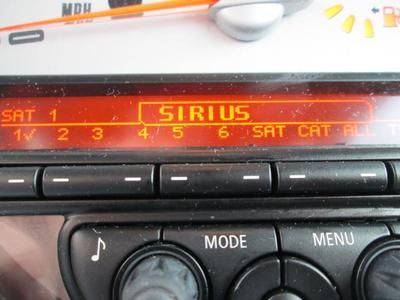 MPH
SAT 1 SIRIUS
1✓ 2 3 4 5 6 SAT CAT ALL T
MODE MENU